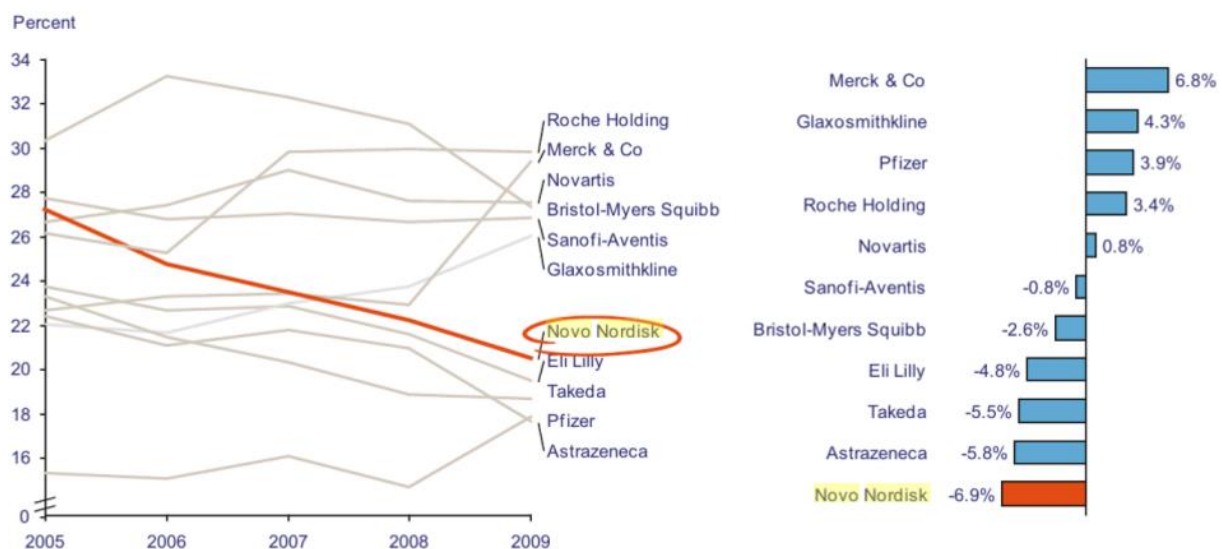 Percent
34
32
30
28
26
24
22
20
18
16
0
2005 2006 2007 2008 2009
Roche Holding
Merck & Co
Novartis
Bristol-Myers Squibb
Sanofi-Aventis
Glaxosmithkline
Novo Nordisk
Eli Lilly
Takeda
Pfizer
Astrazeneca
Merck & Co 6.8%
Glaxosmithkline 4.3%
Pfizer 3.9%
Roche Holding 3.4%
Novartis 0.8%
Sanofi-Aventis -0.8%
Bristol-Myers Squibb -2.6%
Eli Lilly -4.8%
Takeda -5.5%
Astrazeneca -5.8%
Novo Nordisk -6.9%